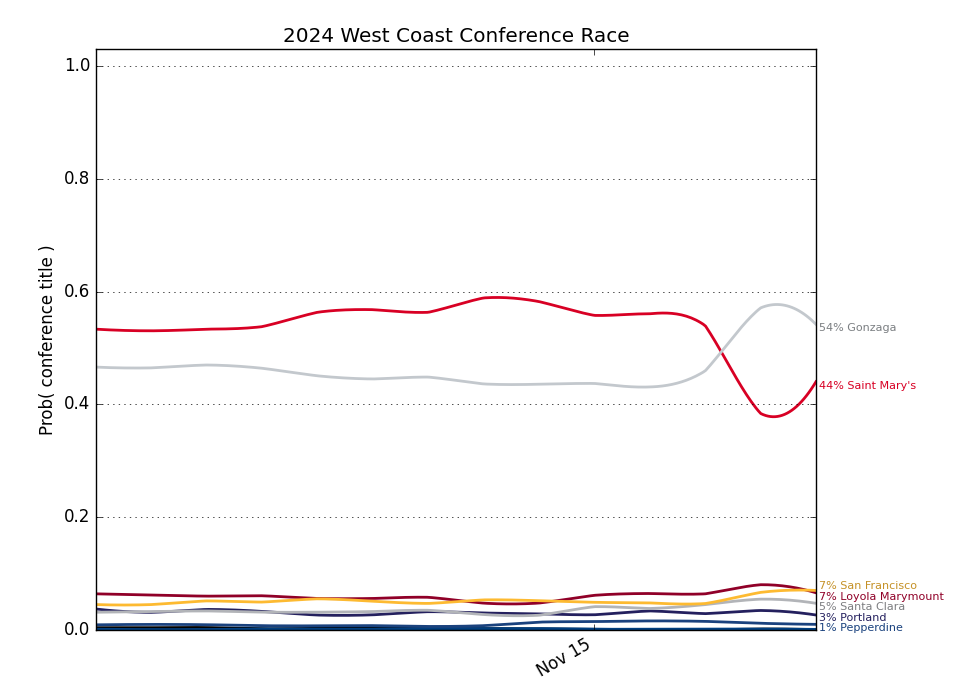 2024 West Coast Conference Race
1.0
0.8
0.6
0.4
0.2
0.0
Prob( conference title )
54% Gonzaga
44% Saint Mary's
7% San Francisco
7% Loyola Marymount
5% Santa Clara
3% Portland
1% Pepperdine
Nov 15